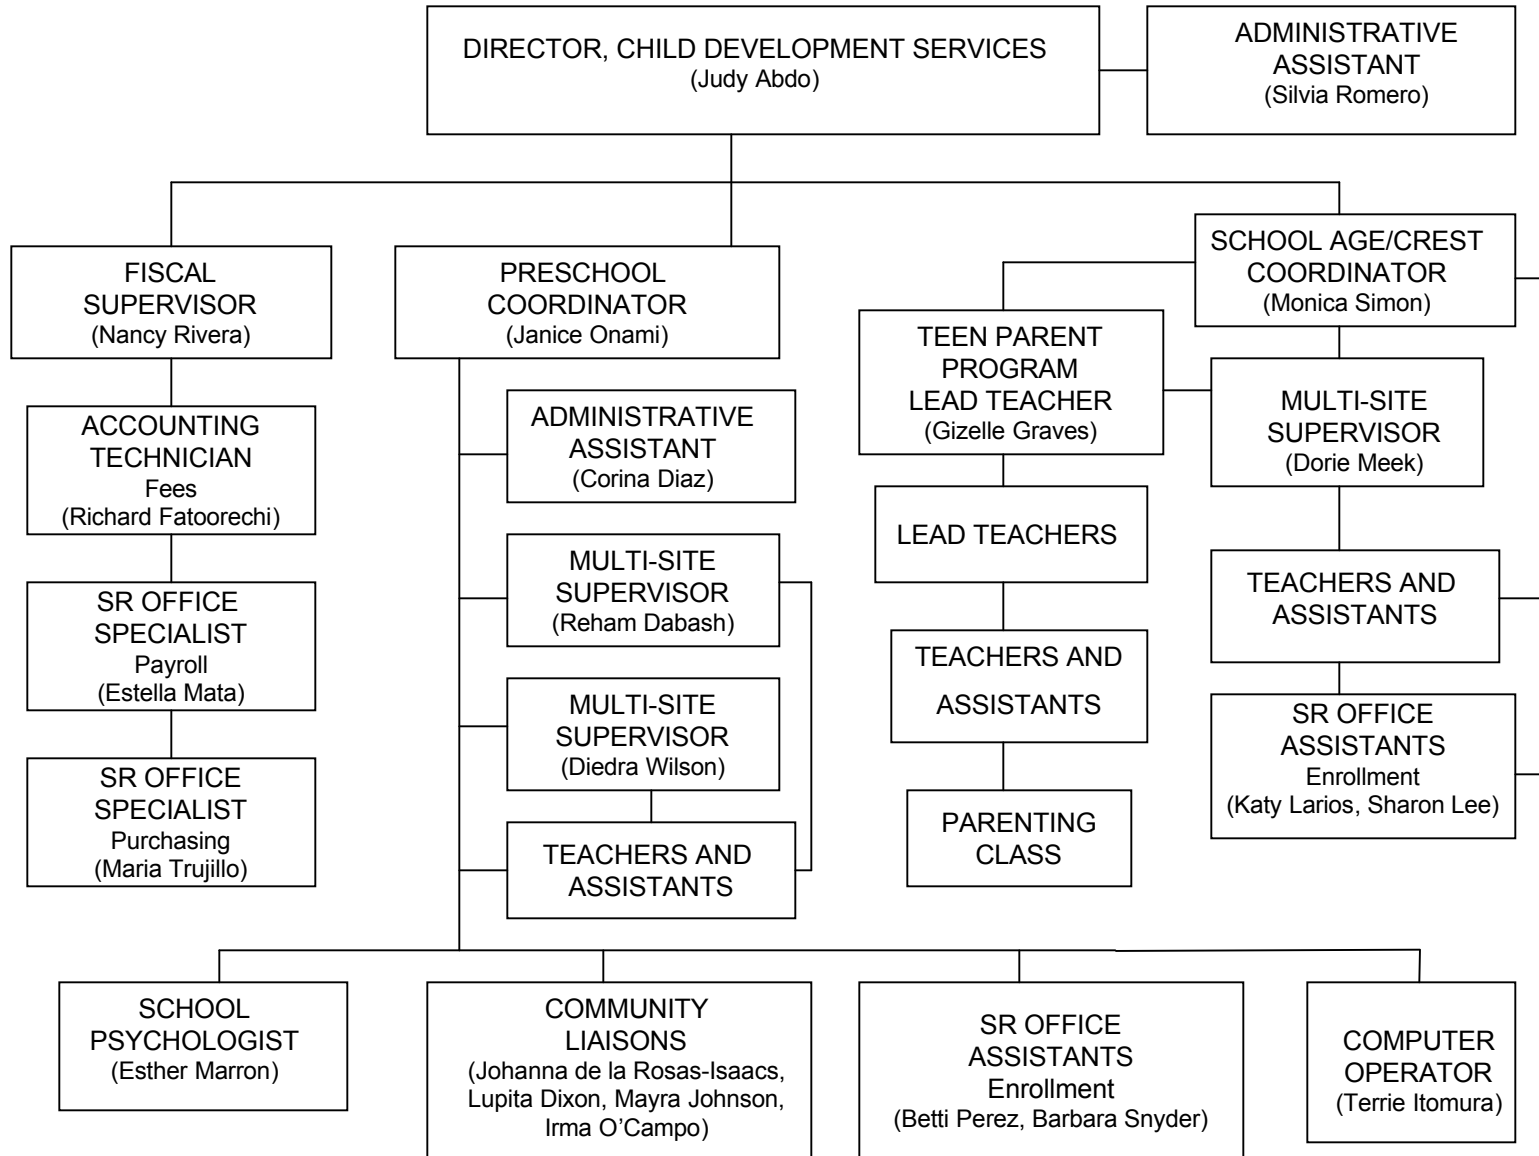 DIRECTOR, CHILD DEVELOPMENT SERVICES
(Judy Abdo)
ADMINISTRATIVE
ASSISTANT
(Silvia Romero)
FISCAL
SUPERVISOR
(Nancy Rivera)
PRESCHOOL
COORDINATOR
(Janice Onami)
SCHOOL AGE/CREST
COORDINATOR
(Monica Simon)
ACCOUNTING
TECHNICIAN
Fees
(Richard Fatoorechi)
SR OFFICE
SPECIALIST
Payroll
(Estella Mata)
SR OFFICE
SPECIALIST
Purchasing
(Maria Trujillo)
ADMINISTRATIVE
ASSISTANT
(Corina Diaz)
MULTI-SITE
SUPERVISOR
(Reham Dabash)
MULTI-SITE
SUPERVISOR
(Diedra Wilson)
TEACHERS AND
ASSISTANTS
TEEN PARENT
PROGRAM
LEAD TEACHER
(Gizelle Graves)
LEAD TEACHERS
TEACHERS AND
ASSISTANTS
PARENTING
CLASS
MULTI-SITE
SUPERVISOR
(Dorie Meek)
TEACHERS AND
ASSISTANTS
SR OFFICE
ASSISTANTS
Enrollment
(Katy Larios, Sharon Lee)
SCHOOL
PSYCHOLOGIST
(Esther Marron)
COMMUNITY
LIAISONS
(Johanna de la Rosas-Isaacs,
Lupita Dixon, Mayra Johnson,
Irma O’Campo)
SR OFFICE
ASSISTANTS
Enrollment
(Betti Perez, Barbara Snyder)
COMPUTER
OPERATOR
(Terrie Itomura)